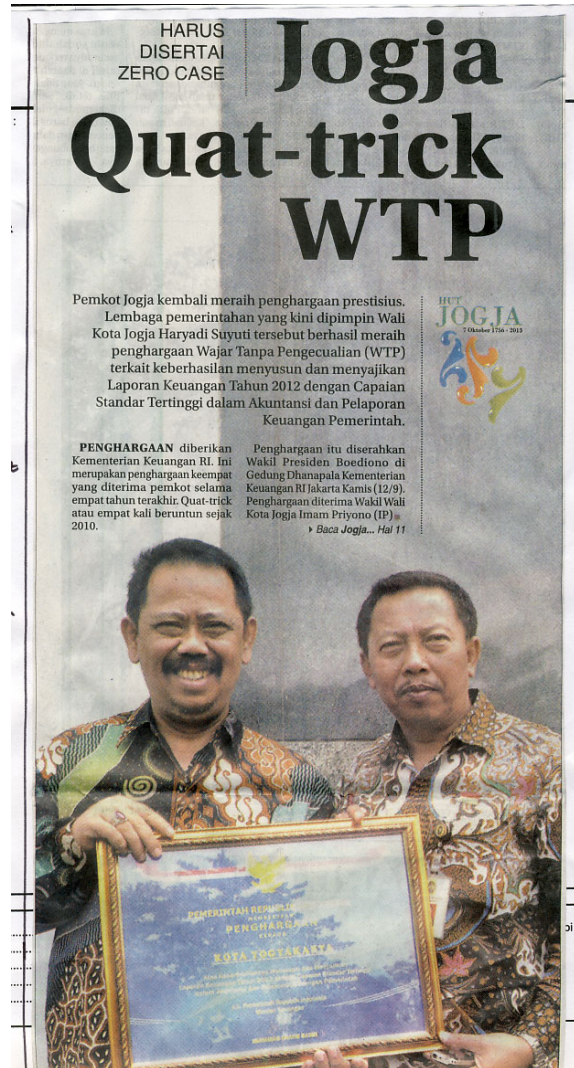 HARUS
DISERTAI
ZERO CASE
Jogja
Quat-trick
WTP
Pemkot Jogja kembali meraih penghargaan prestisius.
Lembaga pemerintahan yang kini dipimpin Wali
Kota Jogja Haryadi Suyuti tersebut berhasil meraih
penghargaan Wajar Tanpa Pengecualian (WTP)
terkait keberhasilan menyusun dan menyajikan
Laporan Keuangan Tahun 2012 dengan Capaian
Standar Tertinggi dalam Akuntansi dan Pelaporan
Keuangan Pemerintah.
HUT
JOGJA
7 Oktober 1756 - 2013
PENGHARGAAN diberikan
Kementerian Keuangan RI. Ini
merupakan penghargaan keempat
yang diterima pemkot selama
empat tahun terakhir. Quat-trick
atau empat kali beruntun sejak
2010.
Penghargaan itu diserahkan
Wakil Presiden Boediono di
Gedung Dhanapala Kementerian
Keuangan RI Jakarta Kamis (12/9).
Penghargaan diterima Wakil Wali
Kota Jogja Imam Priyono (IP).
Baca Jogja... Hal 11
PEMERINTAH REPUBLIK
PENGHARGAAN
KOTA YOGYAKARTA